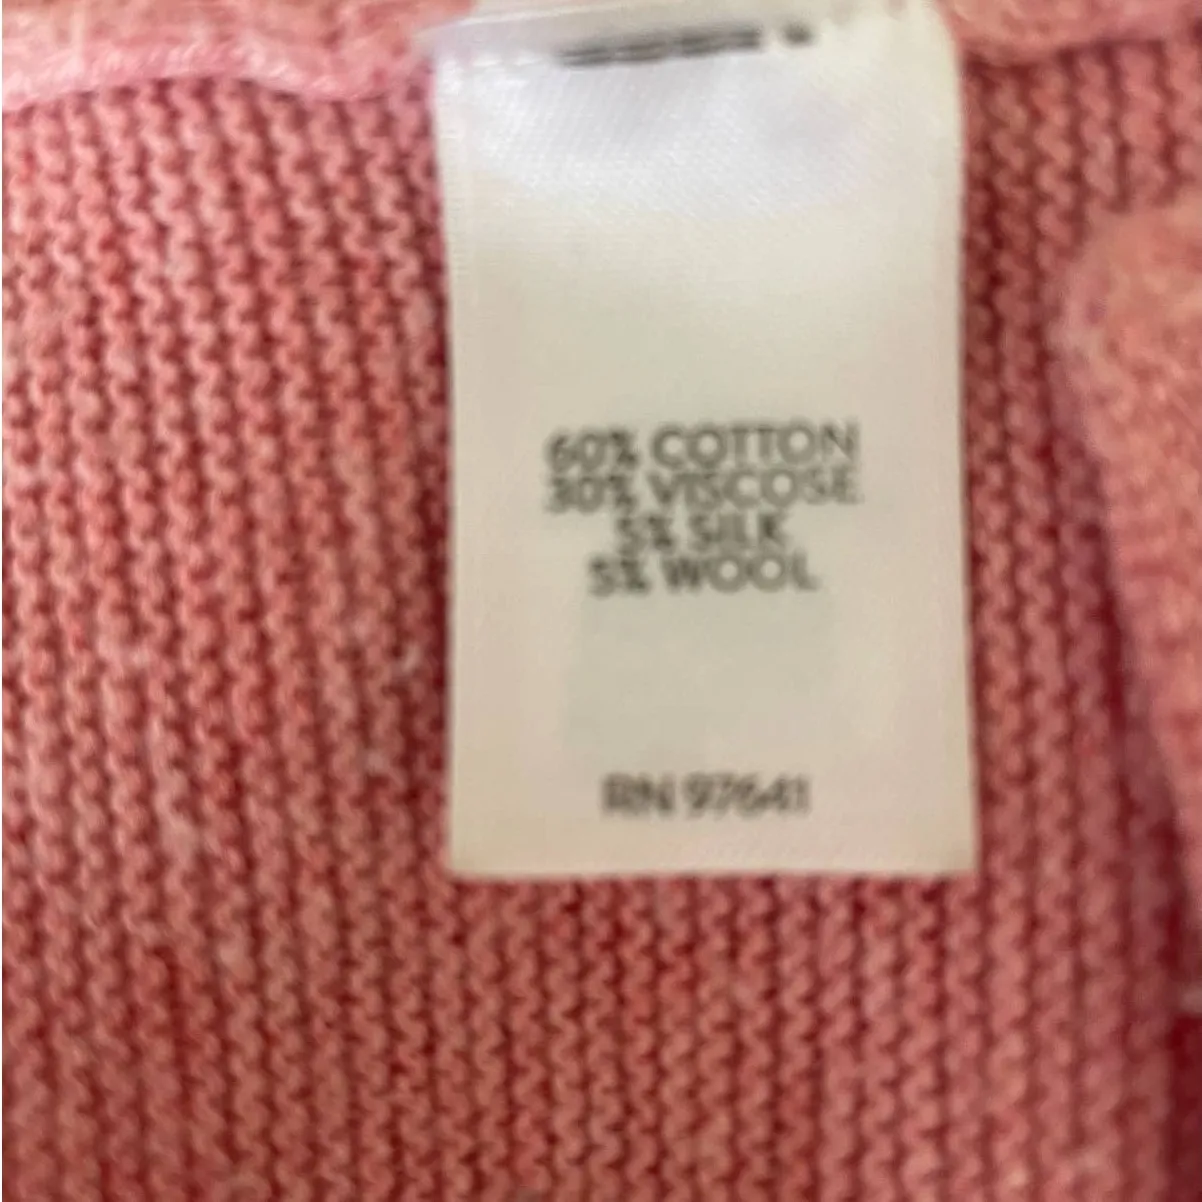 60% COTTON
30% VISCOSE
5% SILK
5% WOOL
RN 97641